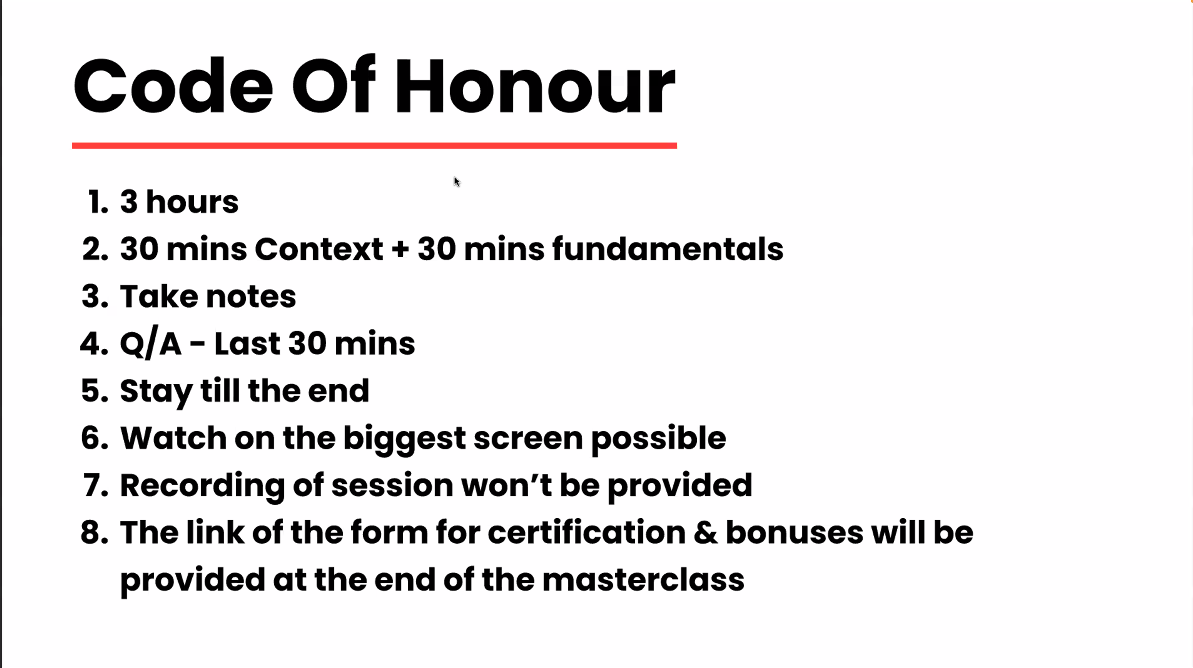 Code Of Honour
1. 3 hours
2. 30 mins Context + 30 mins fundamentals
3. Take notes
4. Q/A - Last 30 mins
5. Stay till the end
6. Watch on the biggest screen possible
7. Recording of session won’t be provided
8. The link of the form for certification & bonuses will be
provided at the end of the masterclass